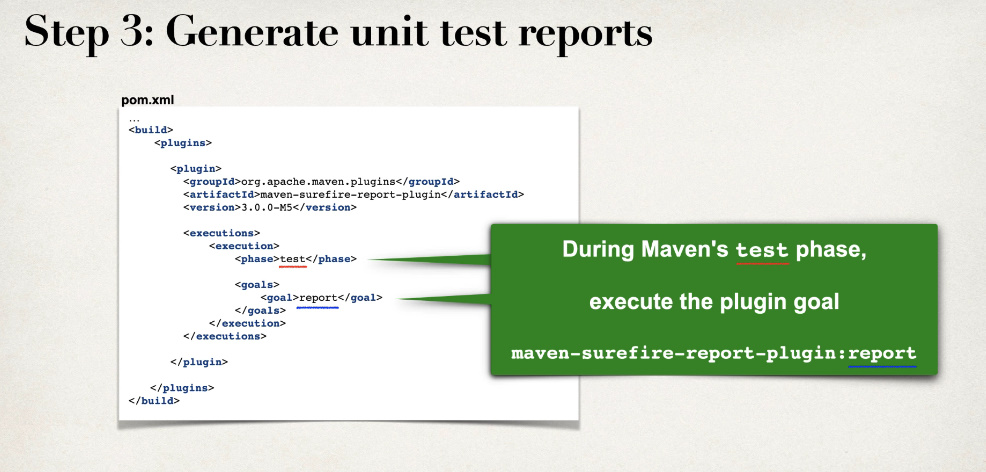 Step 3: Generate unit test reports
pom.xml
...
<build>
<plugins>
<plugin>
<groupId>org.apache.maven.plugins</groupId>
<artifactId>maven-surefire-report-plugin</artifactId>
<version>3.0.0-M5</version>
<executions>
<execution>
<phase>test</phase>
<goals>
<goal>report</goal>
</goals>
</execution>
</executions>
</plugin>
</plugins>
</build>
During Maven's test phase,
execute the plugin goal
maven-surefire-report-plugin:report